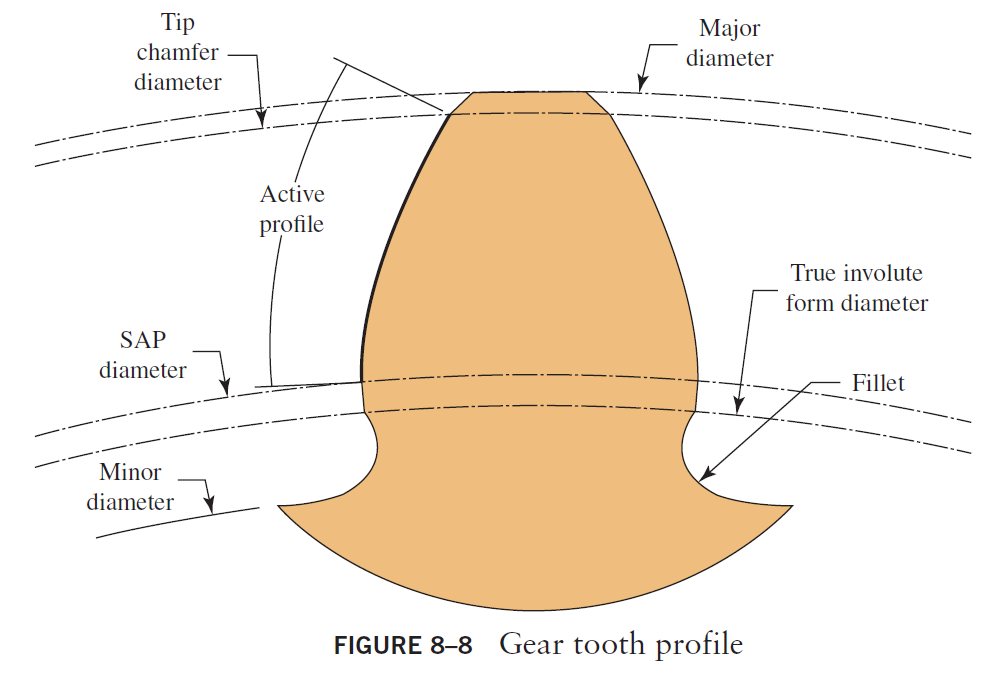 Tip
chamfer
diameter
Major
diameter
Active
profile
True involute
form diameter
SAP
diameter
Fillet
Minor
diameter
FIGURE 8–8 Gear tooth profile